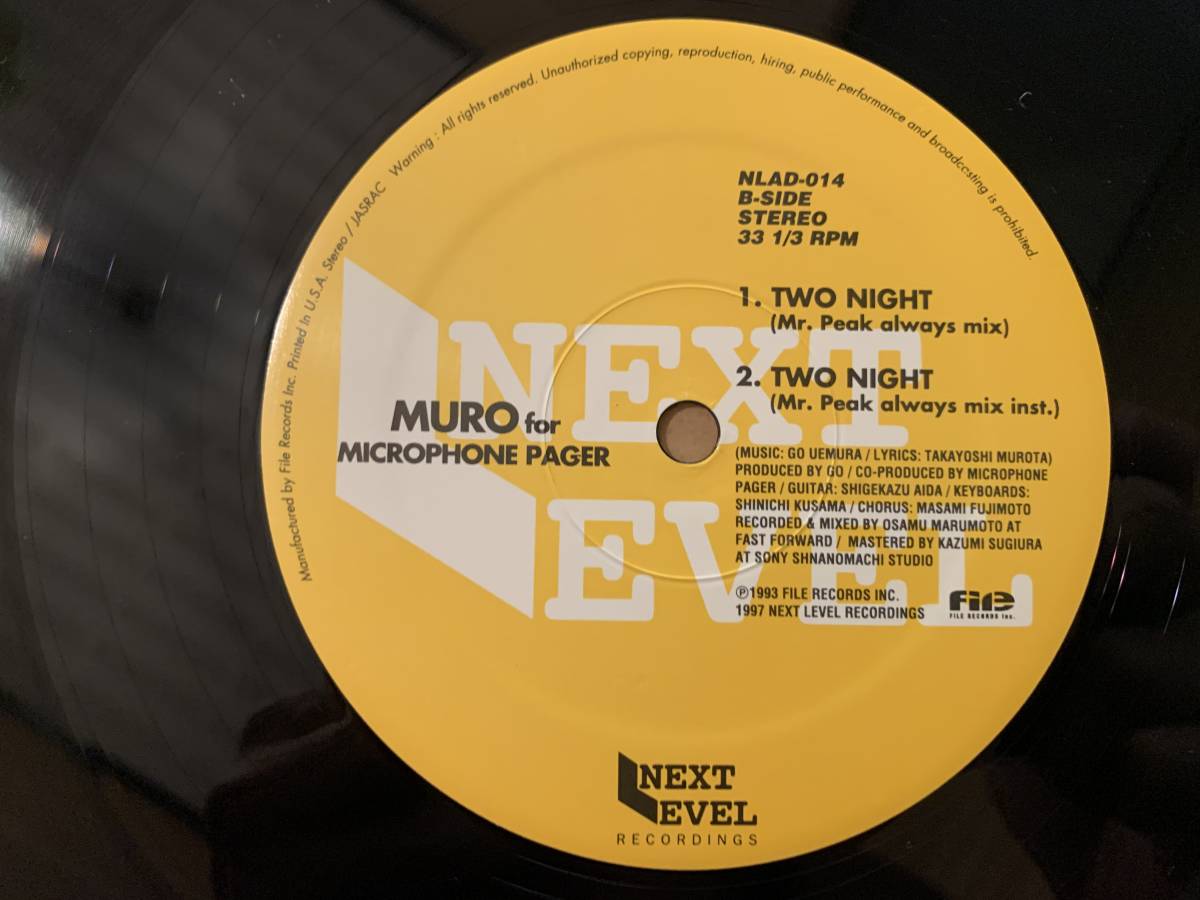 Manufactured by File Records Inc. Printed In U.S.A. Stereo / JASRAC Warning : All rights reserved. Unauthorized copying, reproduction, hiring, public performance and broadccsting is prohibited.
NLAD-014
B-SIDE
STEREO
33 1/3 RPM
1. TWO NIGHT
(Mr. Peak always mix)
2. TWO NIGHT
(Mr. Peak always mix inst.)
NEXT
LEVEL
MURO for
MICROPHONE PAGER
(MUSIC: GO UEMURA / LYRICS: TAKAYOSHI MUROTA)
PRODUCED BY GO / CO-PRODUCED BY MICROPHONE
PAGER / GUITAR: SHIGEKAZU AIDA / KEYBOARDS:
SHINICHI KUSAMA / CHORUS: MASAMI FUJIMOTO
RECORDED & MIXED BY OSAMU MARUMOTO AT
FAST FORWARD / MASTERED BY KAZUMI SUGIURA
AT SONY SHNANOMACHI STUDIO
℗1993 FILE RECORDS INC.
1997 NEXT LEVEL RECORDINGS
File
FILE RECORDS Inc.
NEXT
LEVEL
RECORDINGS